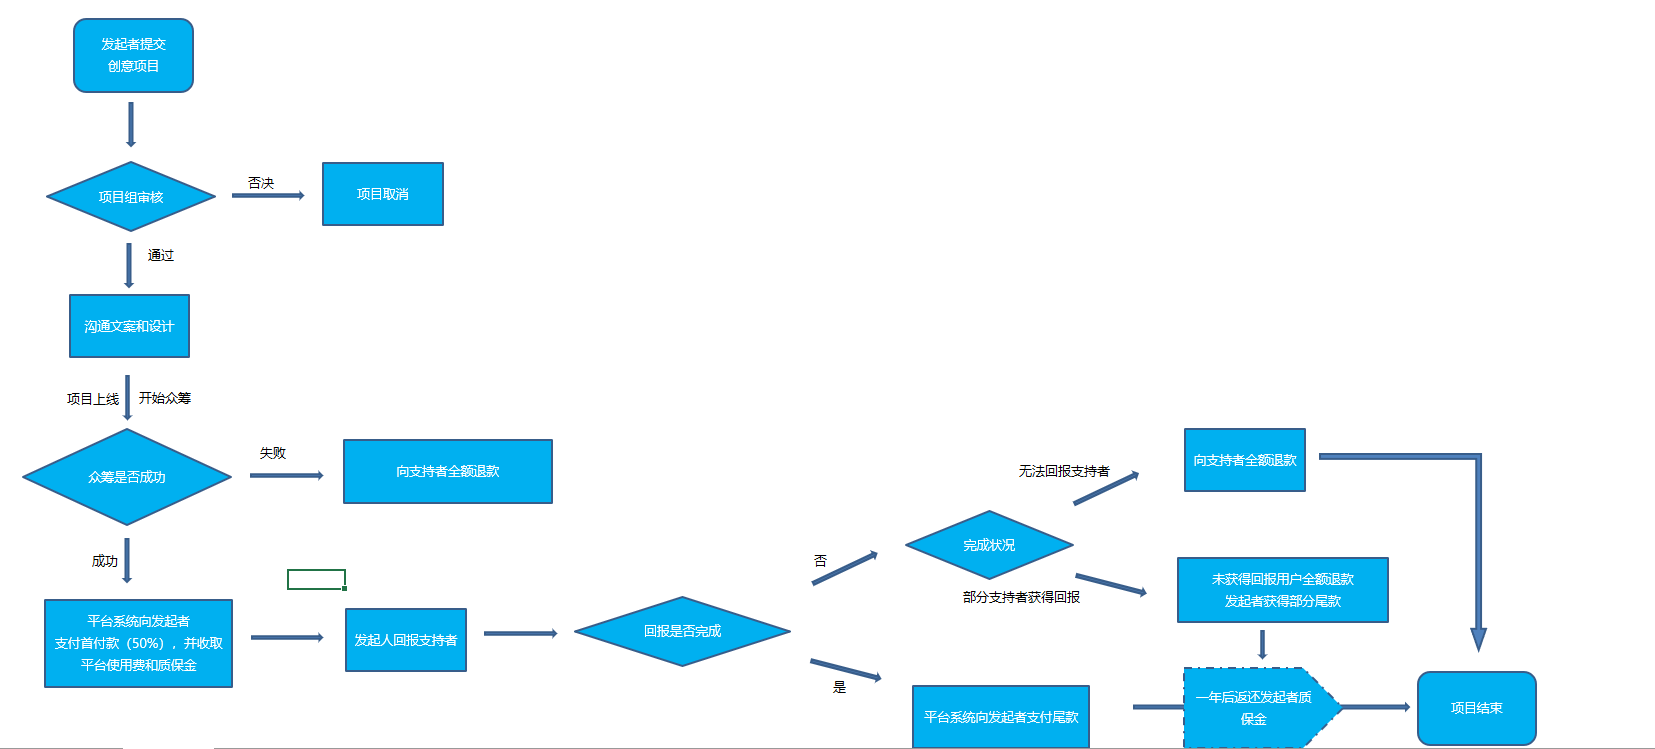 发起者提交
创意项目
项目组审核
否决
项目取消
通过
沟通文案和设计
项目上线
开始众筹
众筹是否成功
失败
向支持者全额退款
成功
平台系统向发起者
支付首付款（50%），并收取
平台使用费和质保金
发起人回报支持者
回报是否完成
否
完成状况
无法回报支持者
向支持者全额退款
部分支持者获得回报
未获得回报用户全额退款
发起者获得部分尾款
是
平台系统向发起者支付尾款
一年后返还发起者质
保金
项目结束